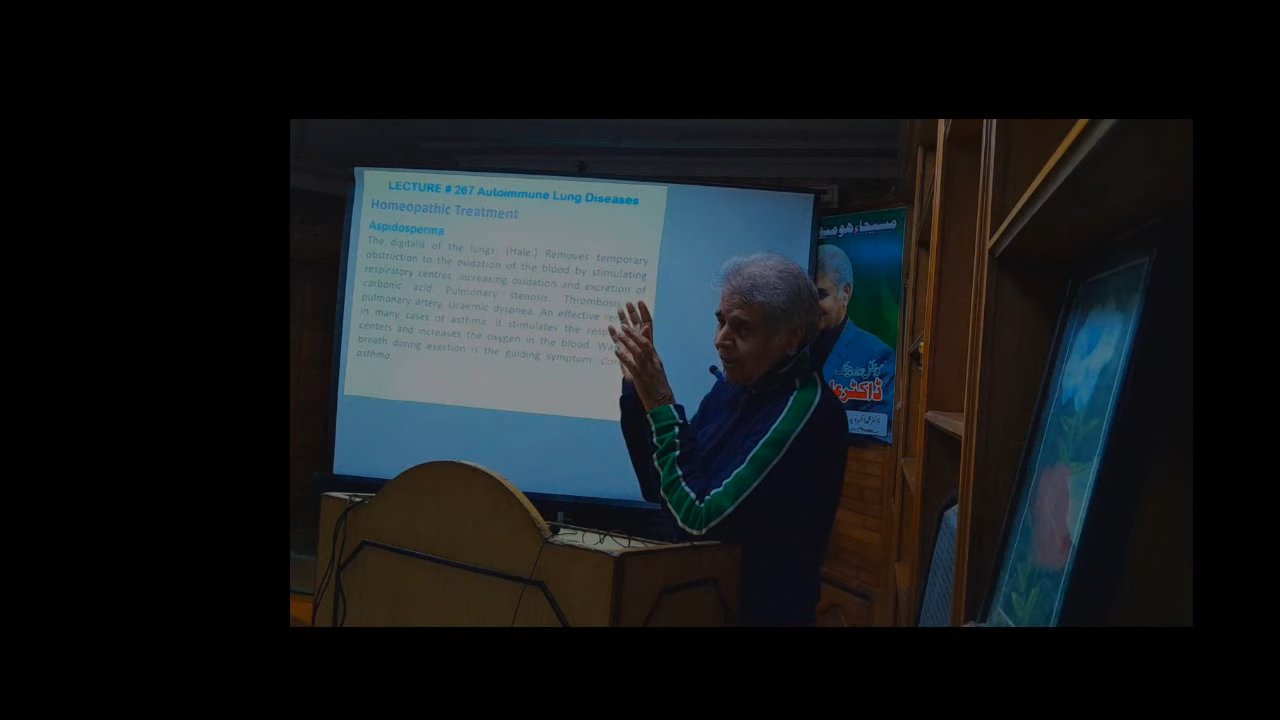 LECTURE # 267 Autoimmune Lung Diseases
Homeopathic Treatment
Aspidosperma
The digitalis of the lungs. (Hale.) Removes temporary
obstruction to the oxidation of the blood by stimulating
respiratory centres, increasing oxidation and excretion of
carbonic acid. Pulmonary stenosis. Thrombosis
pulmonary artery. Uraemic dyspnea. An effective
in many cases of asthma. It stimulates the
centers and increases the oxygen in the blood.
breath during exertion is the guiding symptom.
asthma.
مسیحاء ھومیو